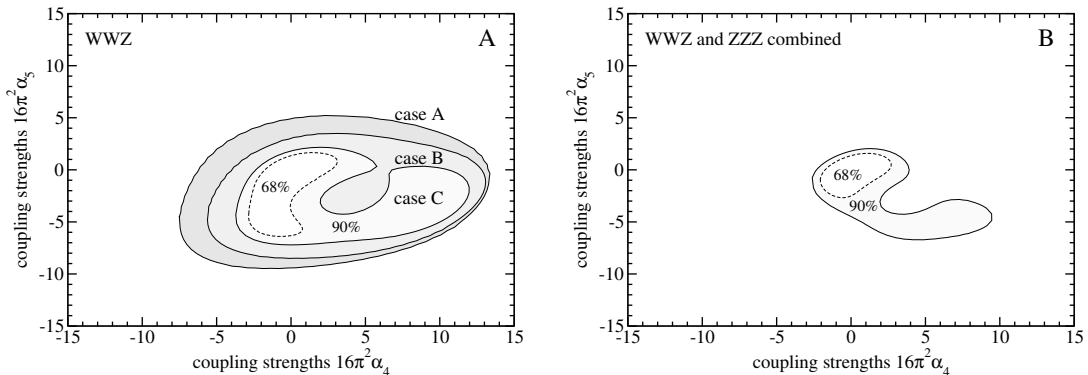 WWZ
A
case A
case B
case C
68%
90%
15
10
5
0
-5
-10
-15
-15
-10
-5
0
5
10
15
coupling strengths 16π²α₅
coupling strengths 16π²α₄
WWZ and ZZZ combined
B
68%
90%
15
10
5
0
-5
-10
-15
-15
-10
-5
0
5
10
15
coupling strengths 16π²α₅
coupling strengths 16π²α₄